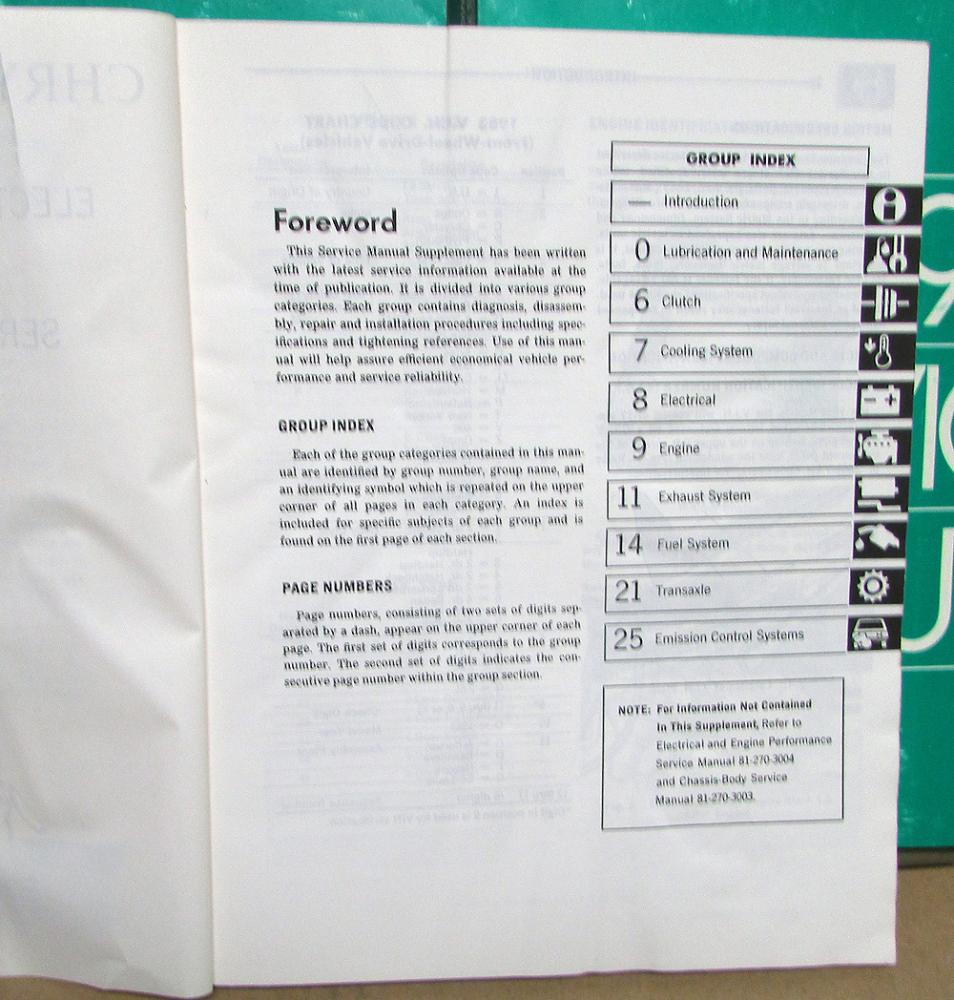 Foreword
This Service Manual Supplement has been written
with the latest service information available at the
time of publication. It is divided into various group
categories. Each group contains diagnosis, disassem-
bly, repair and installation procedures including spec-
ifications and tightening references. Use of this man-
ual will help assure efficient economical vehicle per-
formance and service reliability.
GROUP INDEX
Each of the group categories contained in this man-
ual are identified by group number, group name, and
an identifying symbol which is repeated on the upper
corner of all pages in each category. An index is
included for specific subjects of each group and is
found on the first page of each section.
PAGE NUMBERS
Page numbers, consisting of two sets of digits sep-
arated by a dash, appear on the upper corner of each
page. The first set of digits corresponds to the group
number. The second set of digits indicates the con-
secutive page number within the group section.
GROUP INDEX
— Introduction
0 Lubrication and Maintenance
6 Clutch
7 Cooling System
8 Electrical
9 Engine
11 Exhaust System
14 Fuel System
21 Transaxle
25 Emission Control Systems
NOTE: For Information Not Contained
In This Supplement, Refer to
Electrical and Engine Performance
Service Manual 81-270-3004
and Chassis-Body Service
Manual 81-270-3003.